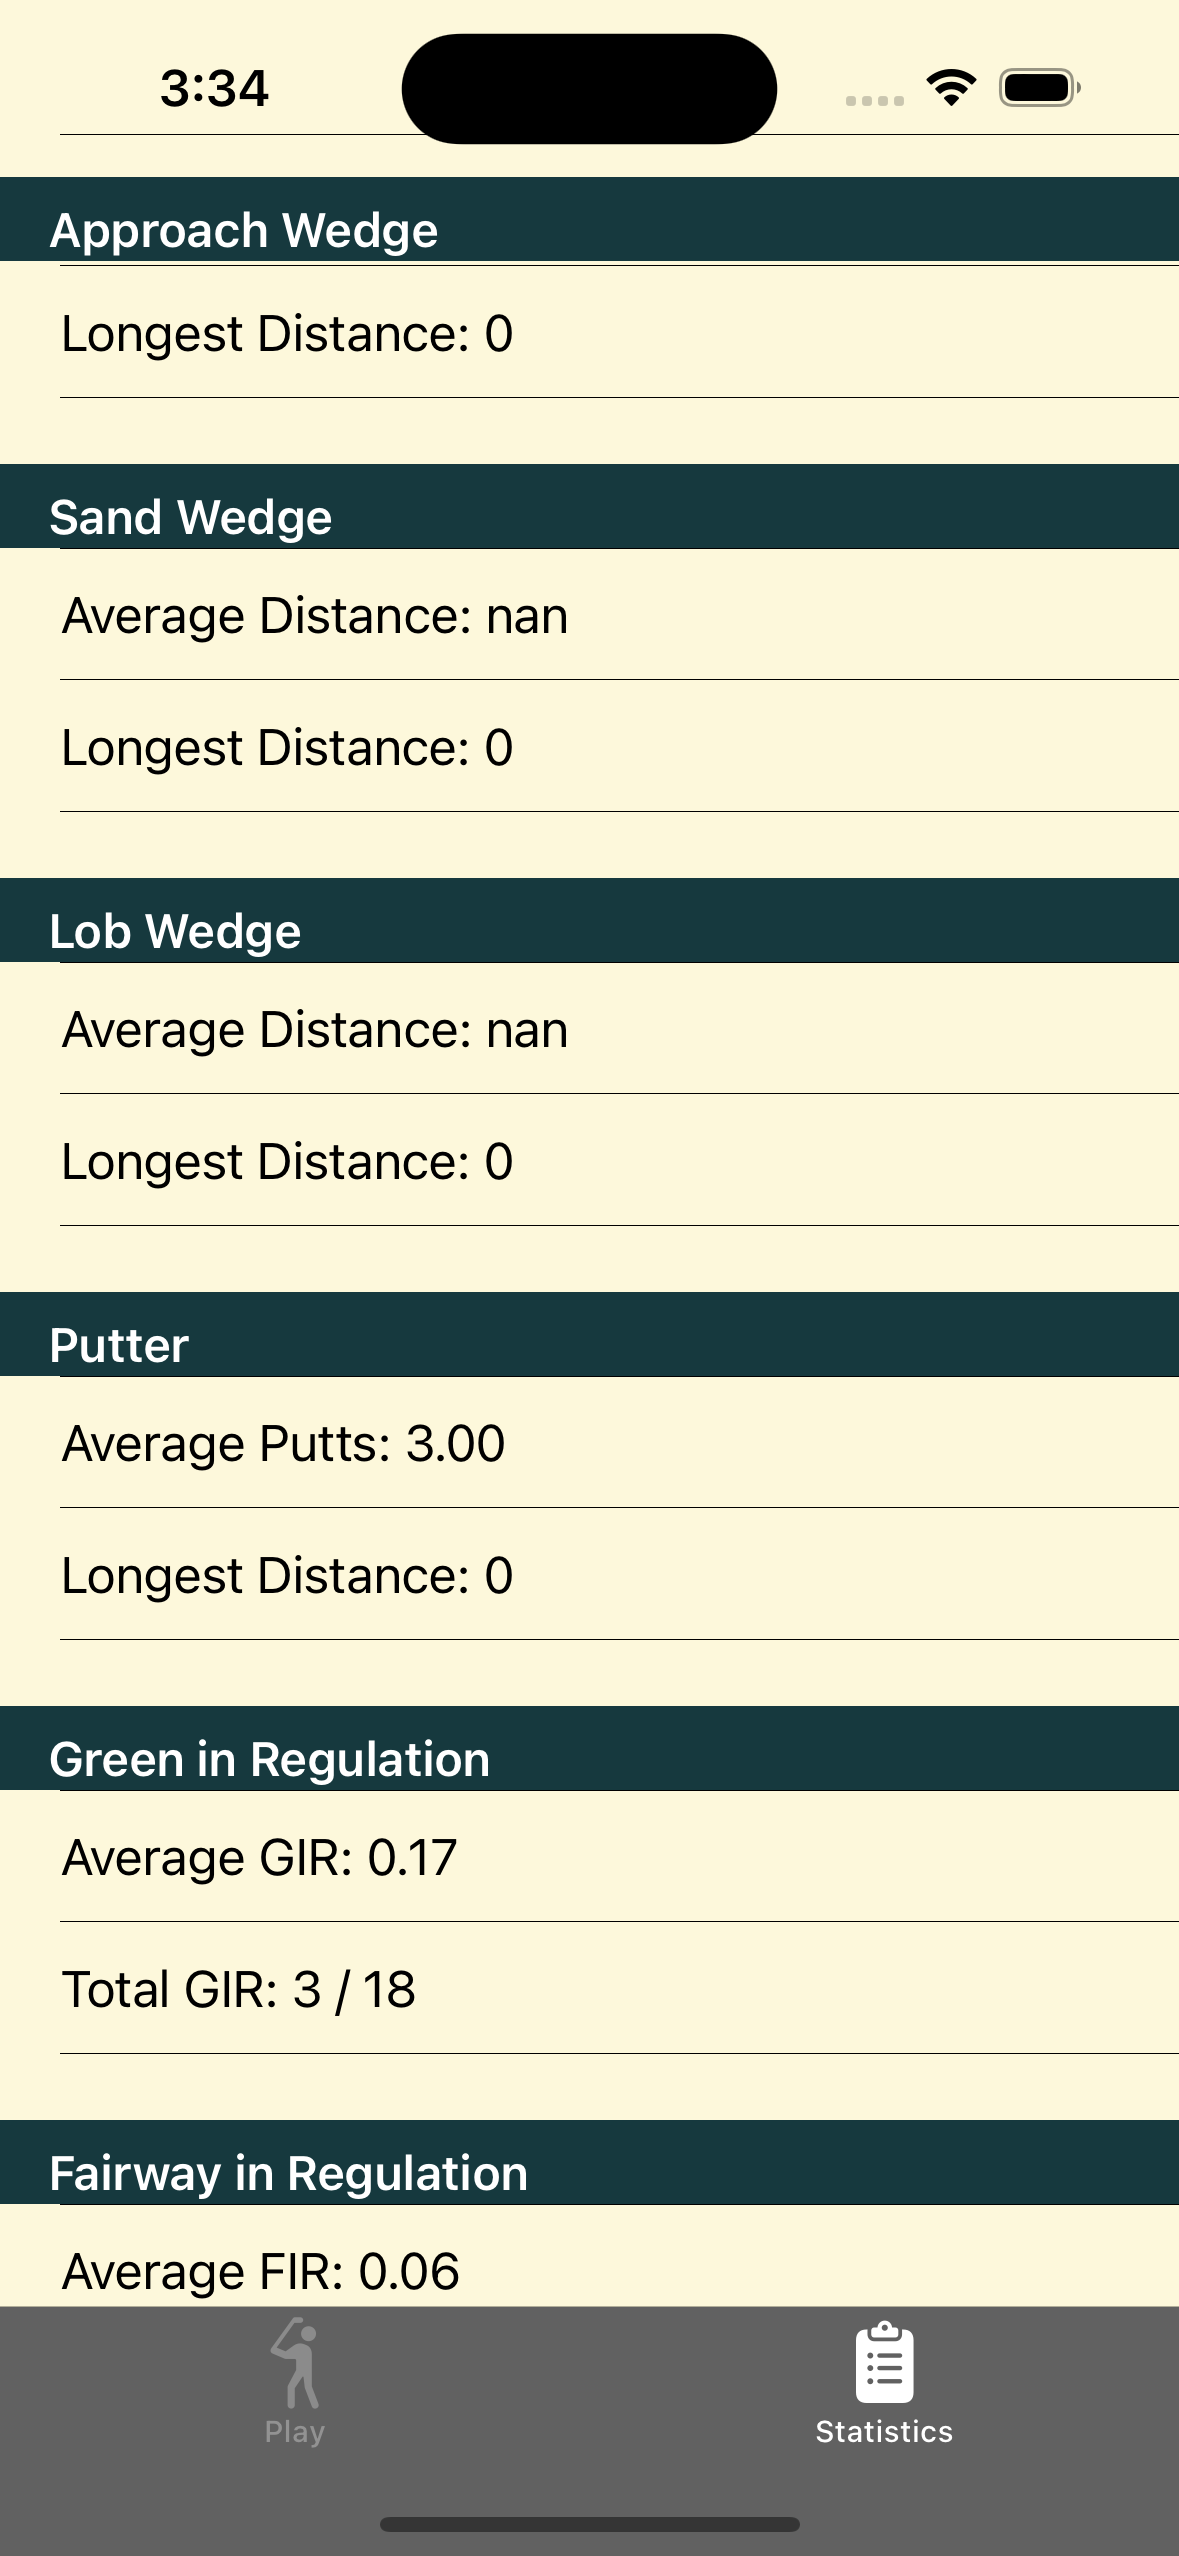 3:34
Approach Wedge
Longest Distance: 0
Sand Wedge
Average Distance: nan
Longest Distance: 0
Lob Wedge
Average Distance: nan
Longest Distance: 0
Putter
Average Putts: 3.00
Longest Distance: 0
Green in Regulation
Average GIR: 0.17
Total GIR: 3 / 18
Fairway in Regulation
Average FIR: 0.06
Play
Statistics